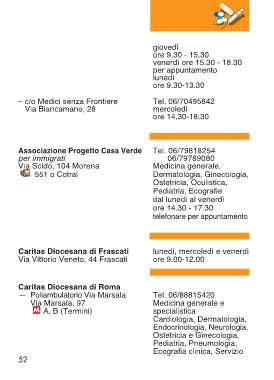 giovedì
ore 9.30 - 15.30
venerdì ore 15.30 - 18.30
per appuntamento
lunedì
ore 9.30-13.30
– c/o Medici senza Frontiere
Via Biancamano, 28
Tel. 06/70495842
mercoledì
ore 14.30-18.30
Associazione Progetto Casa Verde
per immigrati
Via Scido, 104 Morena
551 o Cotral
Tel. 06/79818254
06/79789080
Medicina generale,
Dermatologia, Ginecologia,
Ostetricia, Oculistica,
Pediatria, Ecografie
dal lunedì al venerdì
ore 14.30 - 17.30
telefonare per appuntamento
Caritas Diocesana di Frascati
Via Vittorio Veneto, 44 Frascati
lunedì, mercoledì e venerdì
ore 9.00-12.00
Caritas Diocesana di Roma
— Poliambulatorio Via Marsala
Via Marsala, 97
M A, B (Termini)
Tel. 06/88815420
Medicina generale e
specialistica
Cardiologia, Dermatologia,
Endocrinologia, Neurologia,
Ostetricia e Ginecologia,
Pediatria, Pneumologia,
Ecografia clinica, Servizio
52